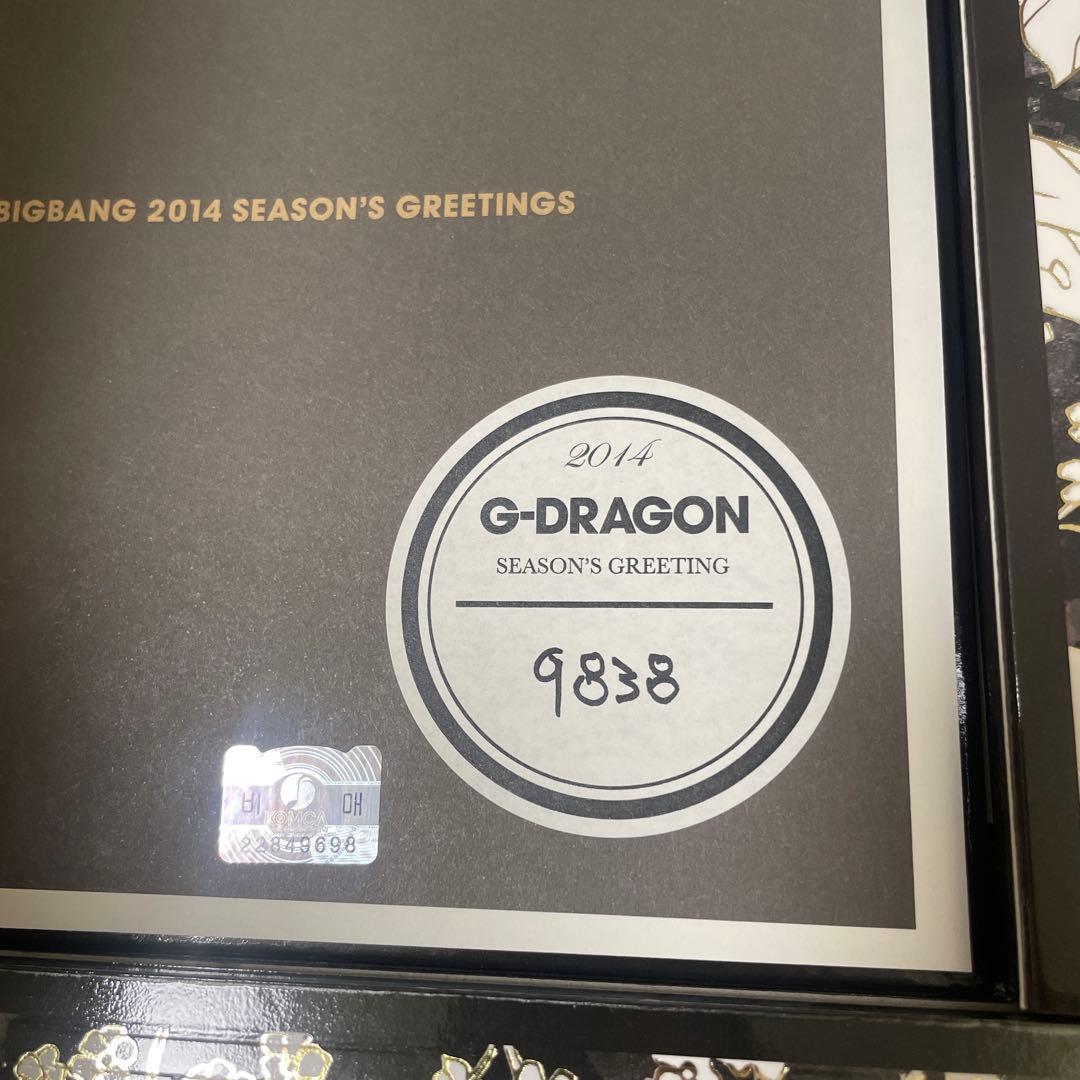 BIGBANG 2014 SEASON'S GREETINGS
2014
G-DRAGON
SEASON'S GREETING
9838
비 매
KOMCA
22849698